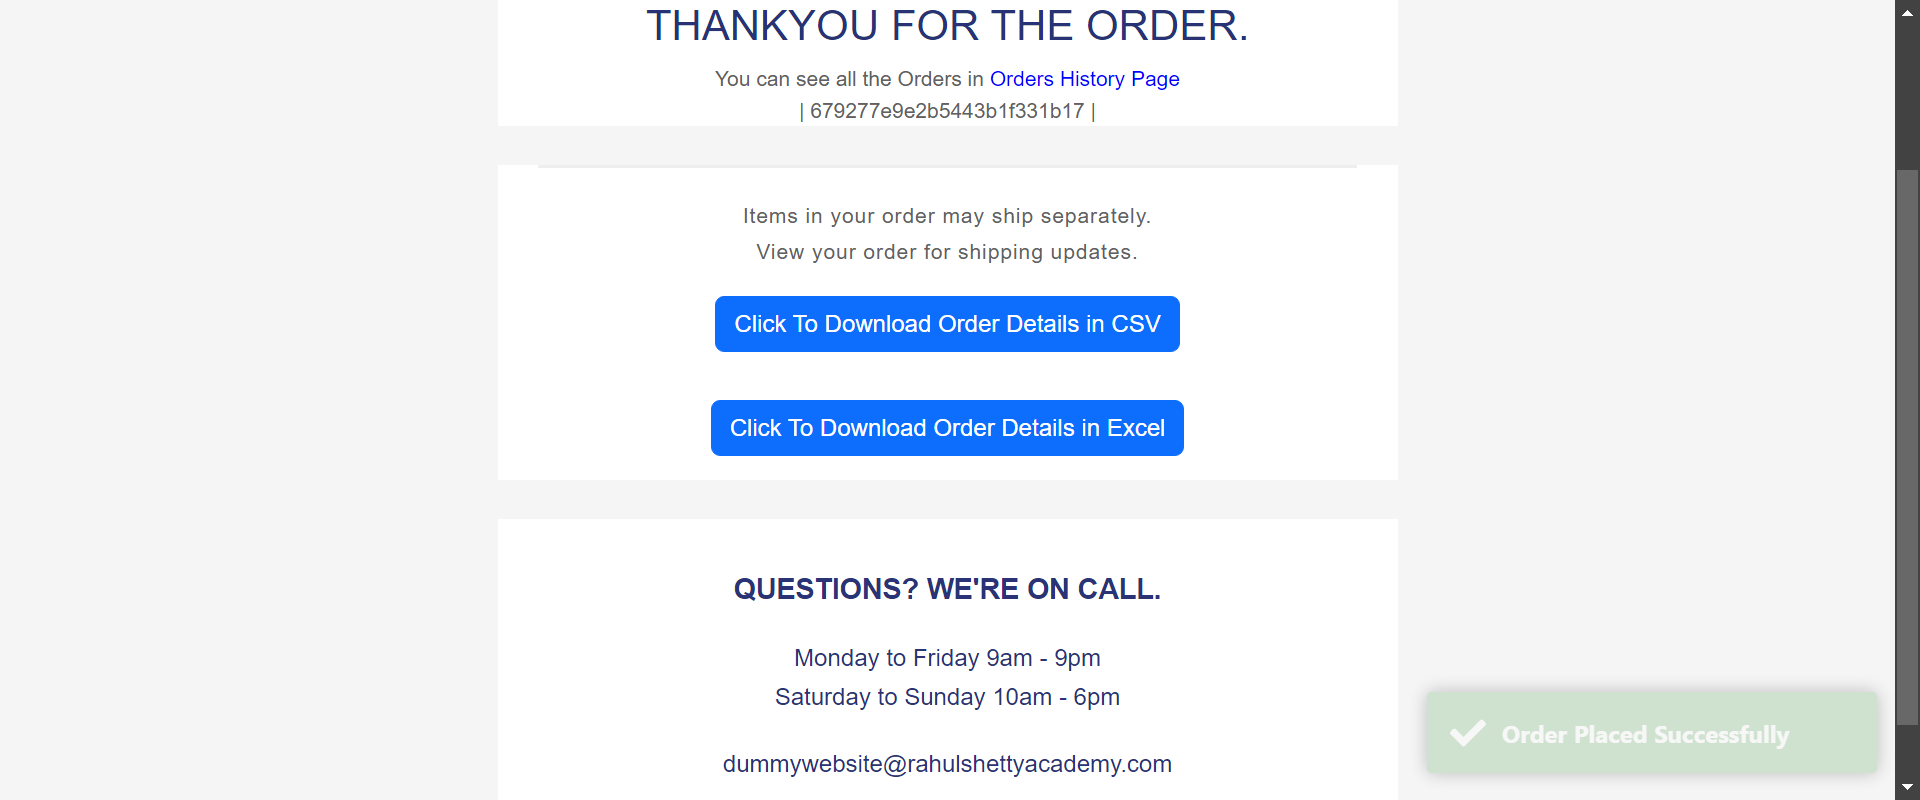 THANKYOU FOR THE ORDER.
You can see all the Orders in Orders History Page
| 679277e9e2b5443b1f331b17 |
Items in your order may ship separately.
View your order for shipping updates.
Click To Download Order Details in CSV
Click To Download Order Details in Excel
QUESTIONS? WE'RE ON CALL.
Monday to Friday 9am - 9pm
Saturday to Sunday 10am - 6pm
Order Placed Successfully
dummywebsite@rahulshettyacademy.com